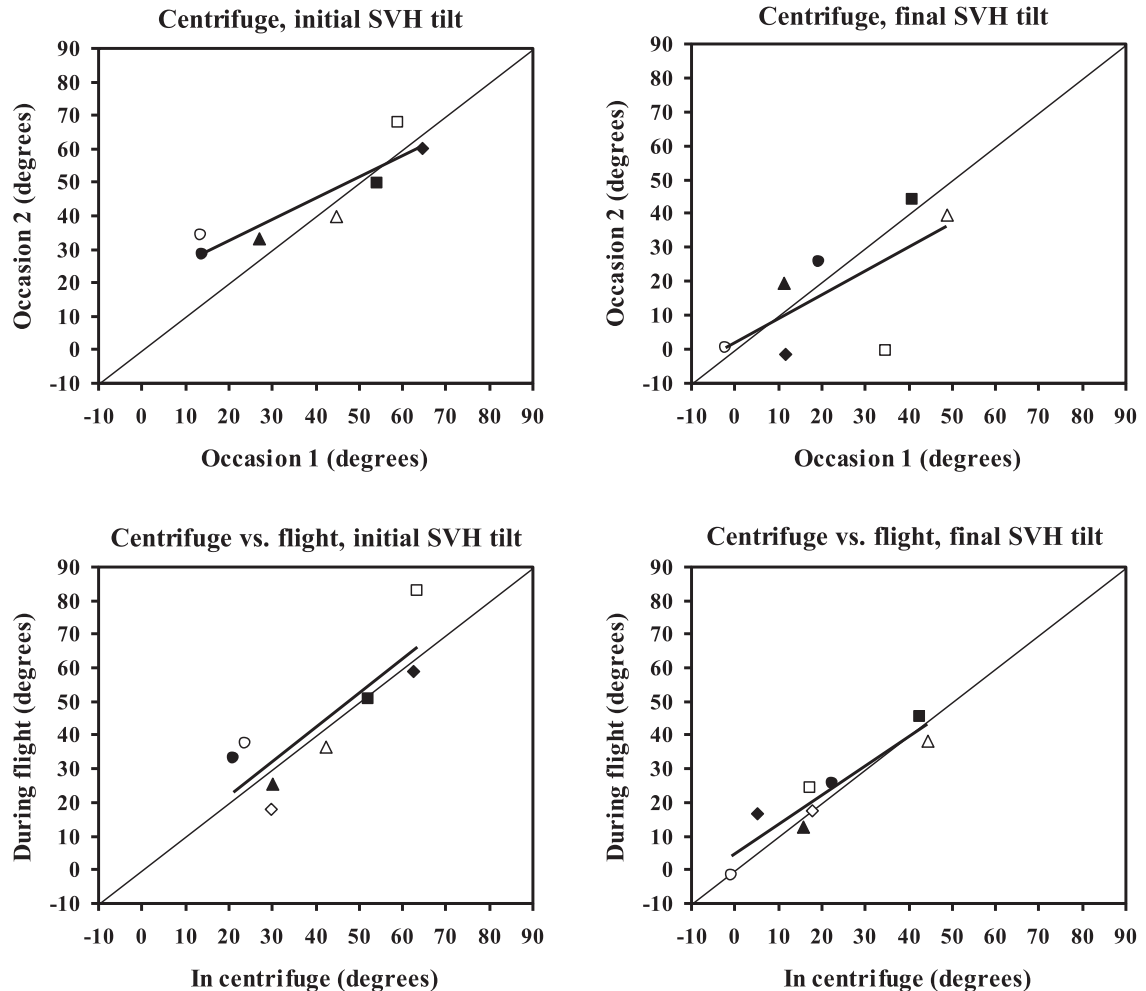 Centrifuge, initial SVH tilt
90
80
70
60
50
40
30
20
10
0
-10
Occasion 2 (degrees)
-10 0 10 20 30 40 50 60 70 80 90
Occasion 1 (degrees)
Centrifuge, final SVH tilt
90
80
70
60
50
40
30
20
10
0
-10
Occasion 2 (degrees)
-10 0 10 20 30 40 50 60 70 80 90
Occasion 1 (degrees)
Centrifuge vs. flight, initial SVH tilt
90
80
70
60
50
40
30
20
10
0
-10
During flight (degrees)
-10 0 10 20 30 40 50 60 70 80 90
In centrifuge (degrees)
Centrifuge vs. flight, final SVH tilt
90
80
70
60
50
40
30
20
10
0
-10
During flight (degrees)
-10 0 10 20 30 40 50 60 70 80 90
In centrifuge (degrees)